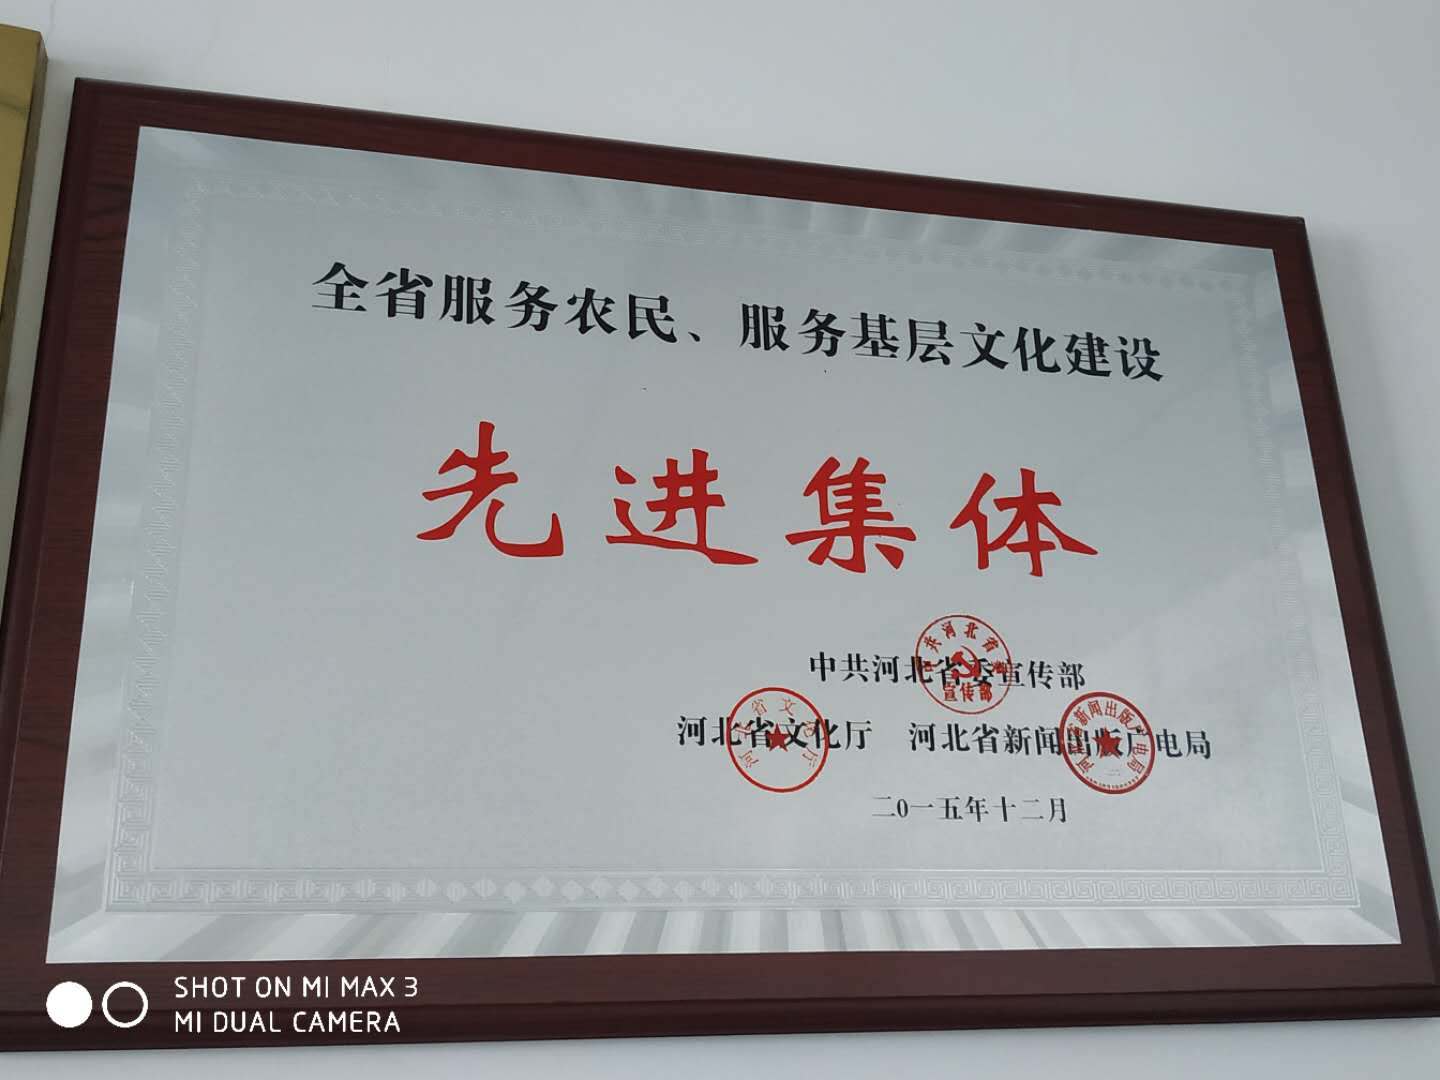 全省服务农民、服务基层文化建设
先进集体
中共河北省委宣传部
河北省文化厅 河北省新闻出版广电局
二0一五年十二月
SHOT ON MI MAX 3
MI DUAL CAMERA